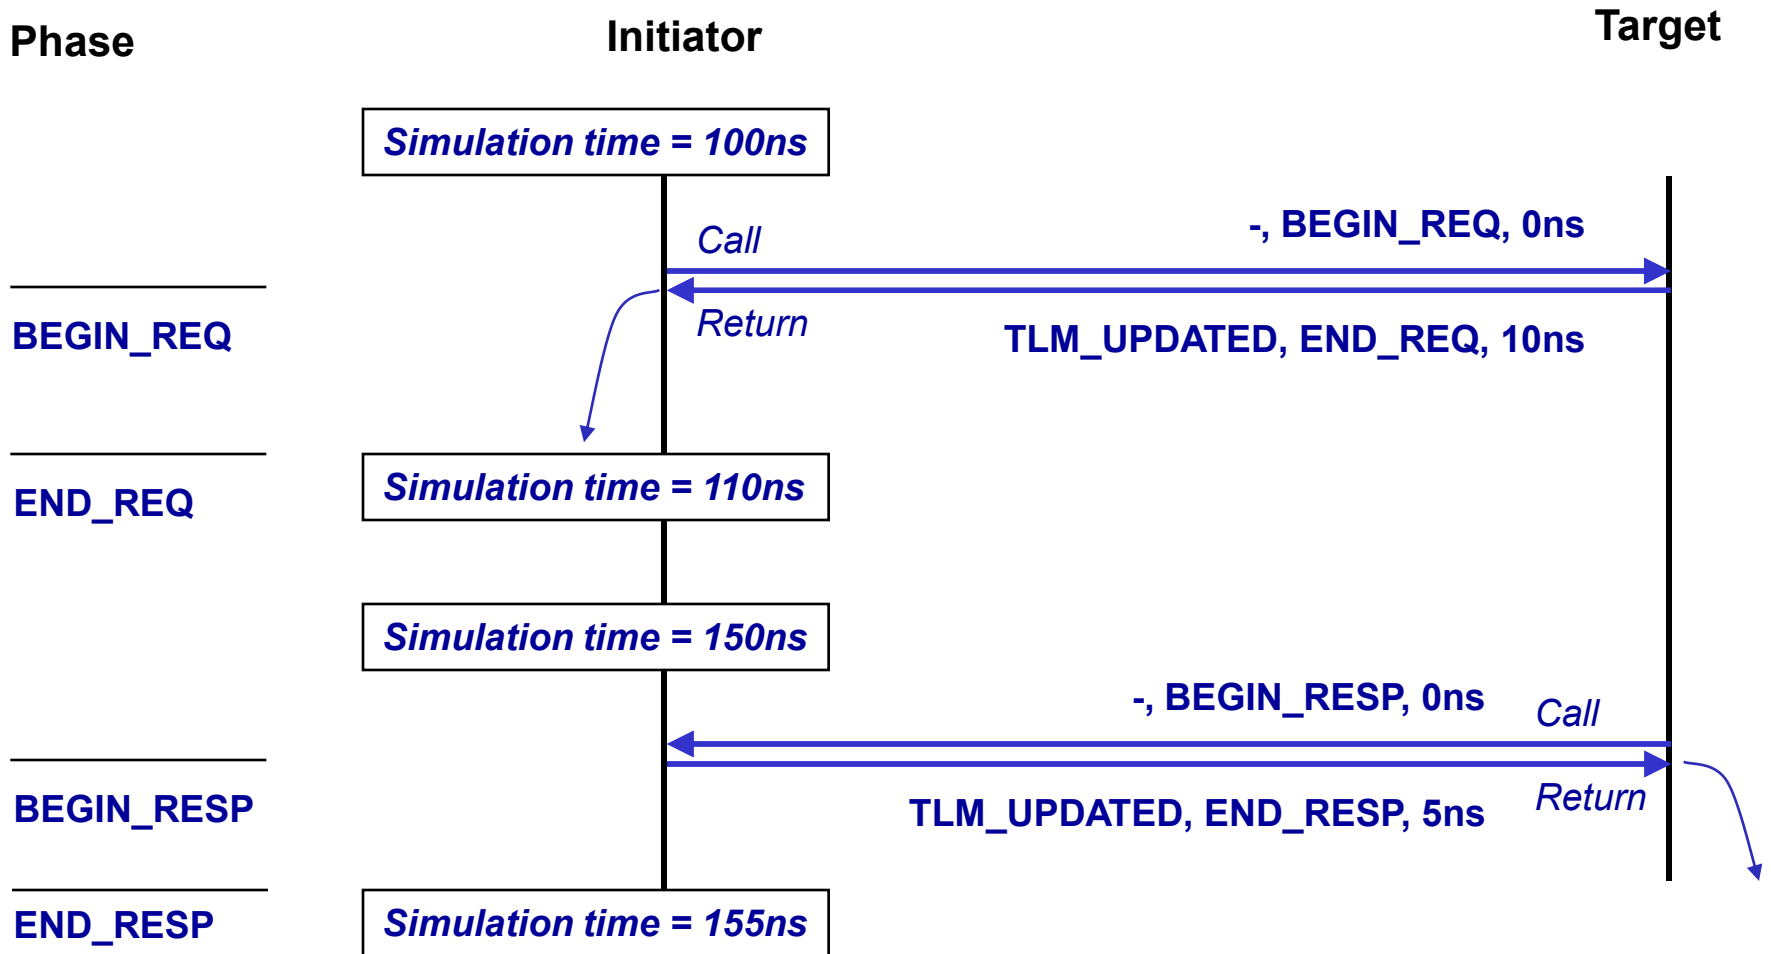 Phase
Initiator
Target
Simulation time = 100ns
-, BEGIN_REQ, 0ns
Call
Return
BEGIN_REQ
TLM_UPDATED, END_REQ, 10ns
END_REQ
Simulation time = 110ns
Simulation time = 150ns
-, BEGIN_RESP, 0ns
Call
BEGIN_RESP
TLM_UPDATED, END_RESP, 5ns
Return
END_RESP
Simulation time = 155ns